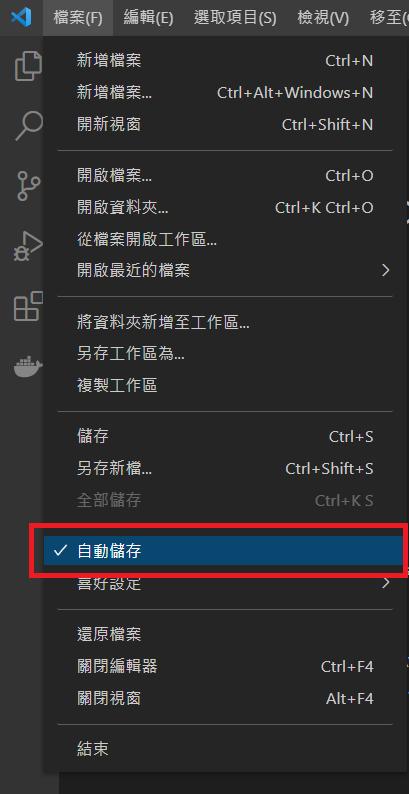 檔案(F) 編輯(E) 選取項目(S) 檢視(V) 移至(
新增檔案 Ctrl+N
新增檔案... Ctrl+Alt+Windows+N
開新視窗 Ctrl+Shift+N
開啟檔案... Ctrl+O
開啟資料夾... Ctrl+K Ctrl+O
從檔案開啟工作區...
開啟最近的檔案
將資料夾新增至工作區...
另存工作區為...
複製工作區
儲存 Ctrl+S
另存新檔... Ctrl+Shift+S
全部儲存 Ctrl+K S
自動儲存
喜好設定
還原檔案
關閉編輯器 Ctrl+F4
關閉視窗 Alt+F4
結束